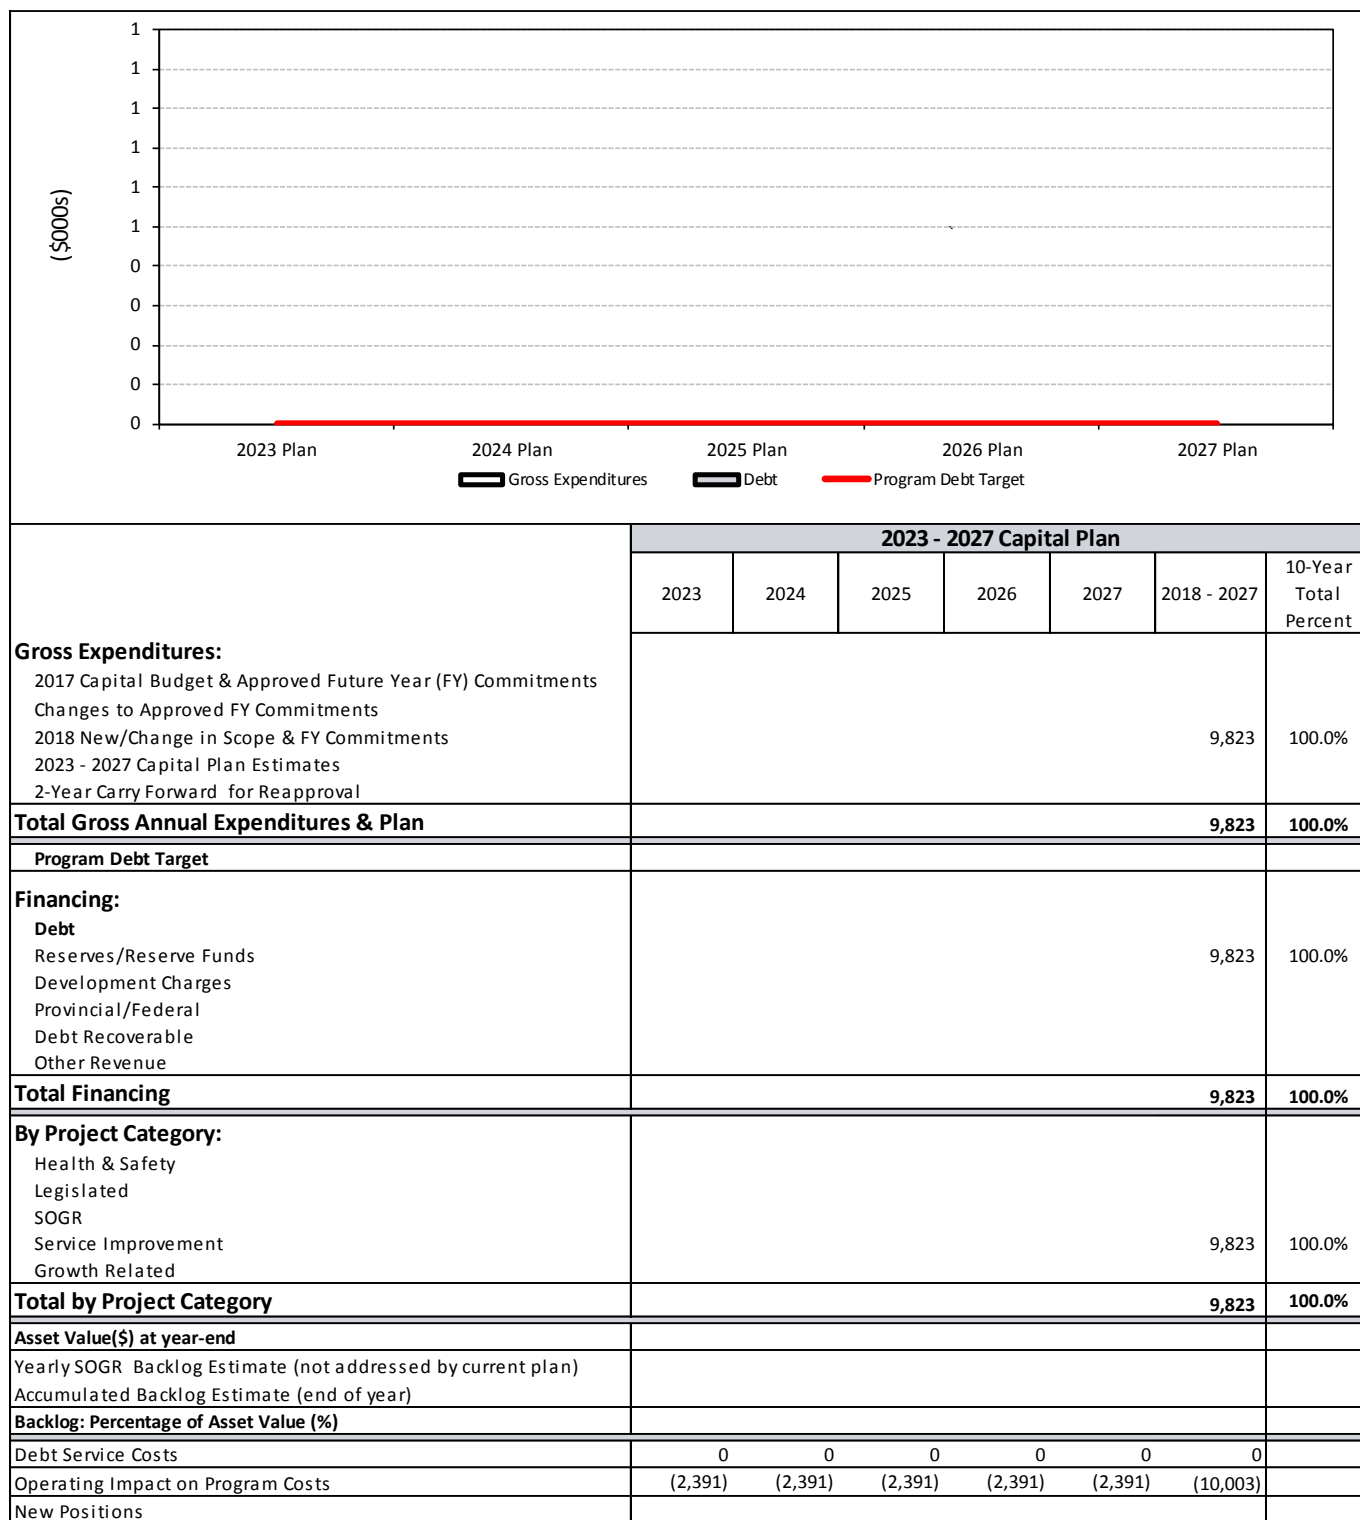 1
1
1
1
1
1
0
0
0
0
0
($000s)
2023 Plan 2024 Plan 2025 Plan 2026 Plan 2027 Plan
Gross Expenditures Debt Program Debt Target
2023 - 2027 Capital Plan
2023 2024 2025 2026 2027 2018 - 2027 10-Year Total Percent
Gross Expenditures:
2017 Capital Budget & Approved Future Year (FY) Commitments
Changes to Approved FY Commitments
2018 New/Change in Scope & FY Commitments 9,823 100.0%
2023 - 2027 Capital Plan Estimates
2-Year Carry Forward for Reapproval
Total Gross Annual Expenditures & Plan 9,823 100.0%
Program Debt Target
Financing:
Debt
Reserves/Reserve Funds 9,823 100.0%
Development Charges
Provincial/Federal
Debt Recoverable
Other Revenue
Total Financing 9,823 100.0%
By Project Category:
Health & Safety
Legislated
SOGR
Service Improvement 9,823 100.0%
Growth Related
Total by Project Category 9,823 100.0%
Asset Value($) at year-end
Yearly SOGR Backlog Estimate (not addressed by current plan)
Accumulated Backlog Estimate (end of year)
Backlog: Percentage of Asset Value (%)
Debt Service Costs 0 0 0 0 0 0
Operating Impact on Program Costs (2,391) (2,391) (2,391) (2,391) (2,391) (10,003)
New Positions